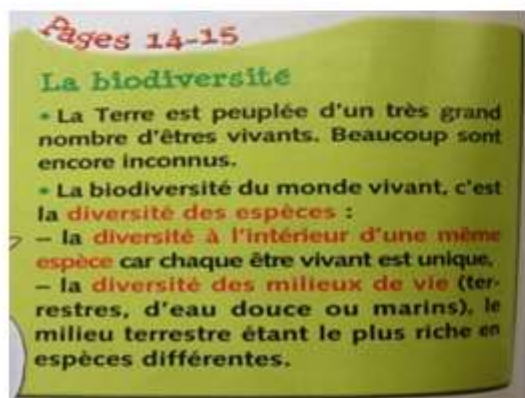 Pages 14-15
La biodiversité
• La Terre est peuplée d'un très grand
nombre d'êtres vivants. Beaucoup sont
encore inconnus.
• La biodiversité du monde vivant, c'est
la diversité des espèces :
– la diversité à l'intérieur d'une même
espèce car chaque être vivant est unique,
– la diversité des milieux de vie (ter-
restres, d'eau douce ou marins), le
milieu terrestre étant le plus riche en
espèces différentes.